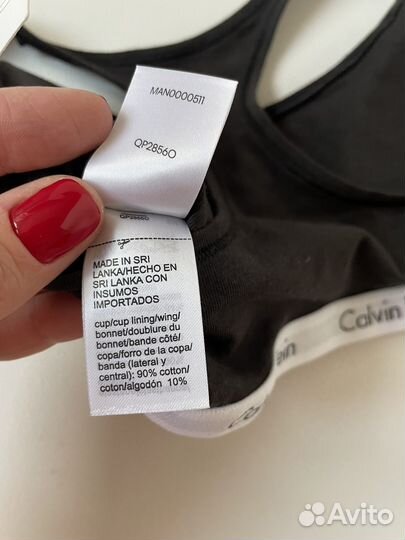 MAN0000511
QP2856O
QP2856O
MADE IN SRI
LANKA/HECHO EN
SRI LANKA CON
INSUMOS
IMPORTADOS
cup/cup lining/wing/
bonnet/doublure du
bonnet/bande côté/
copa/forro de la copa/
banda (lateral y
central): 90% cotton/
coton/algodón 10%
Calvin
ein
Avito